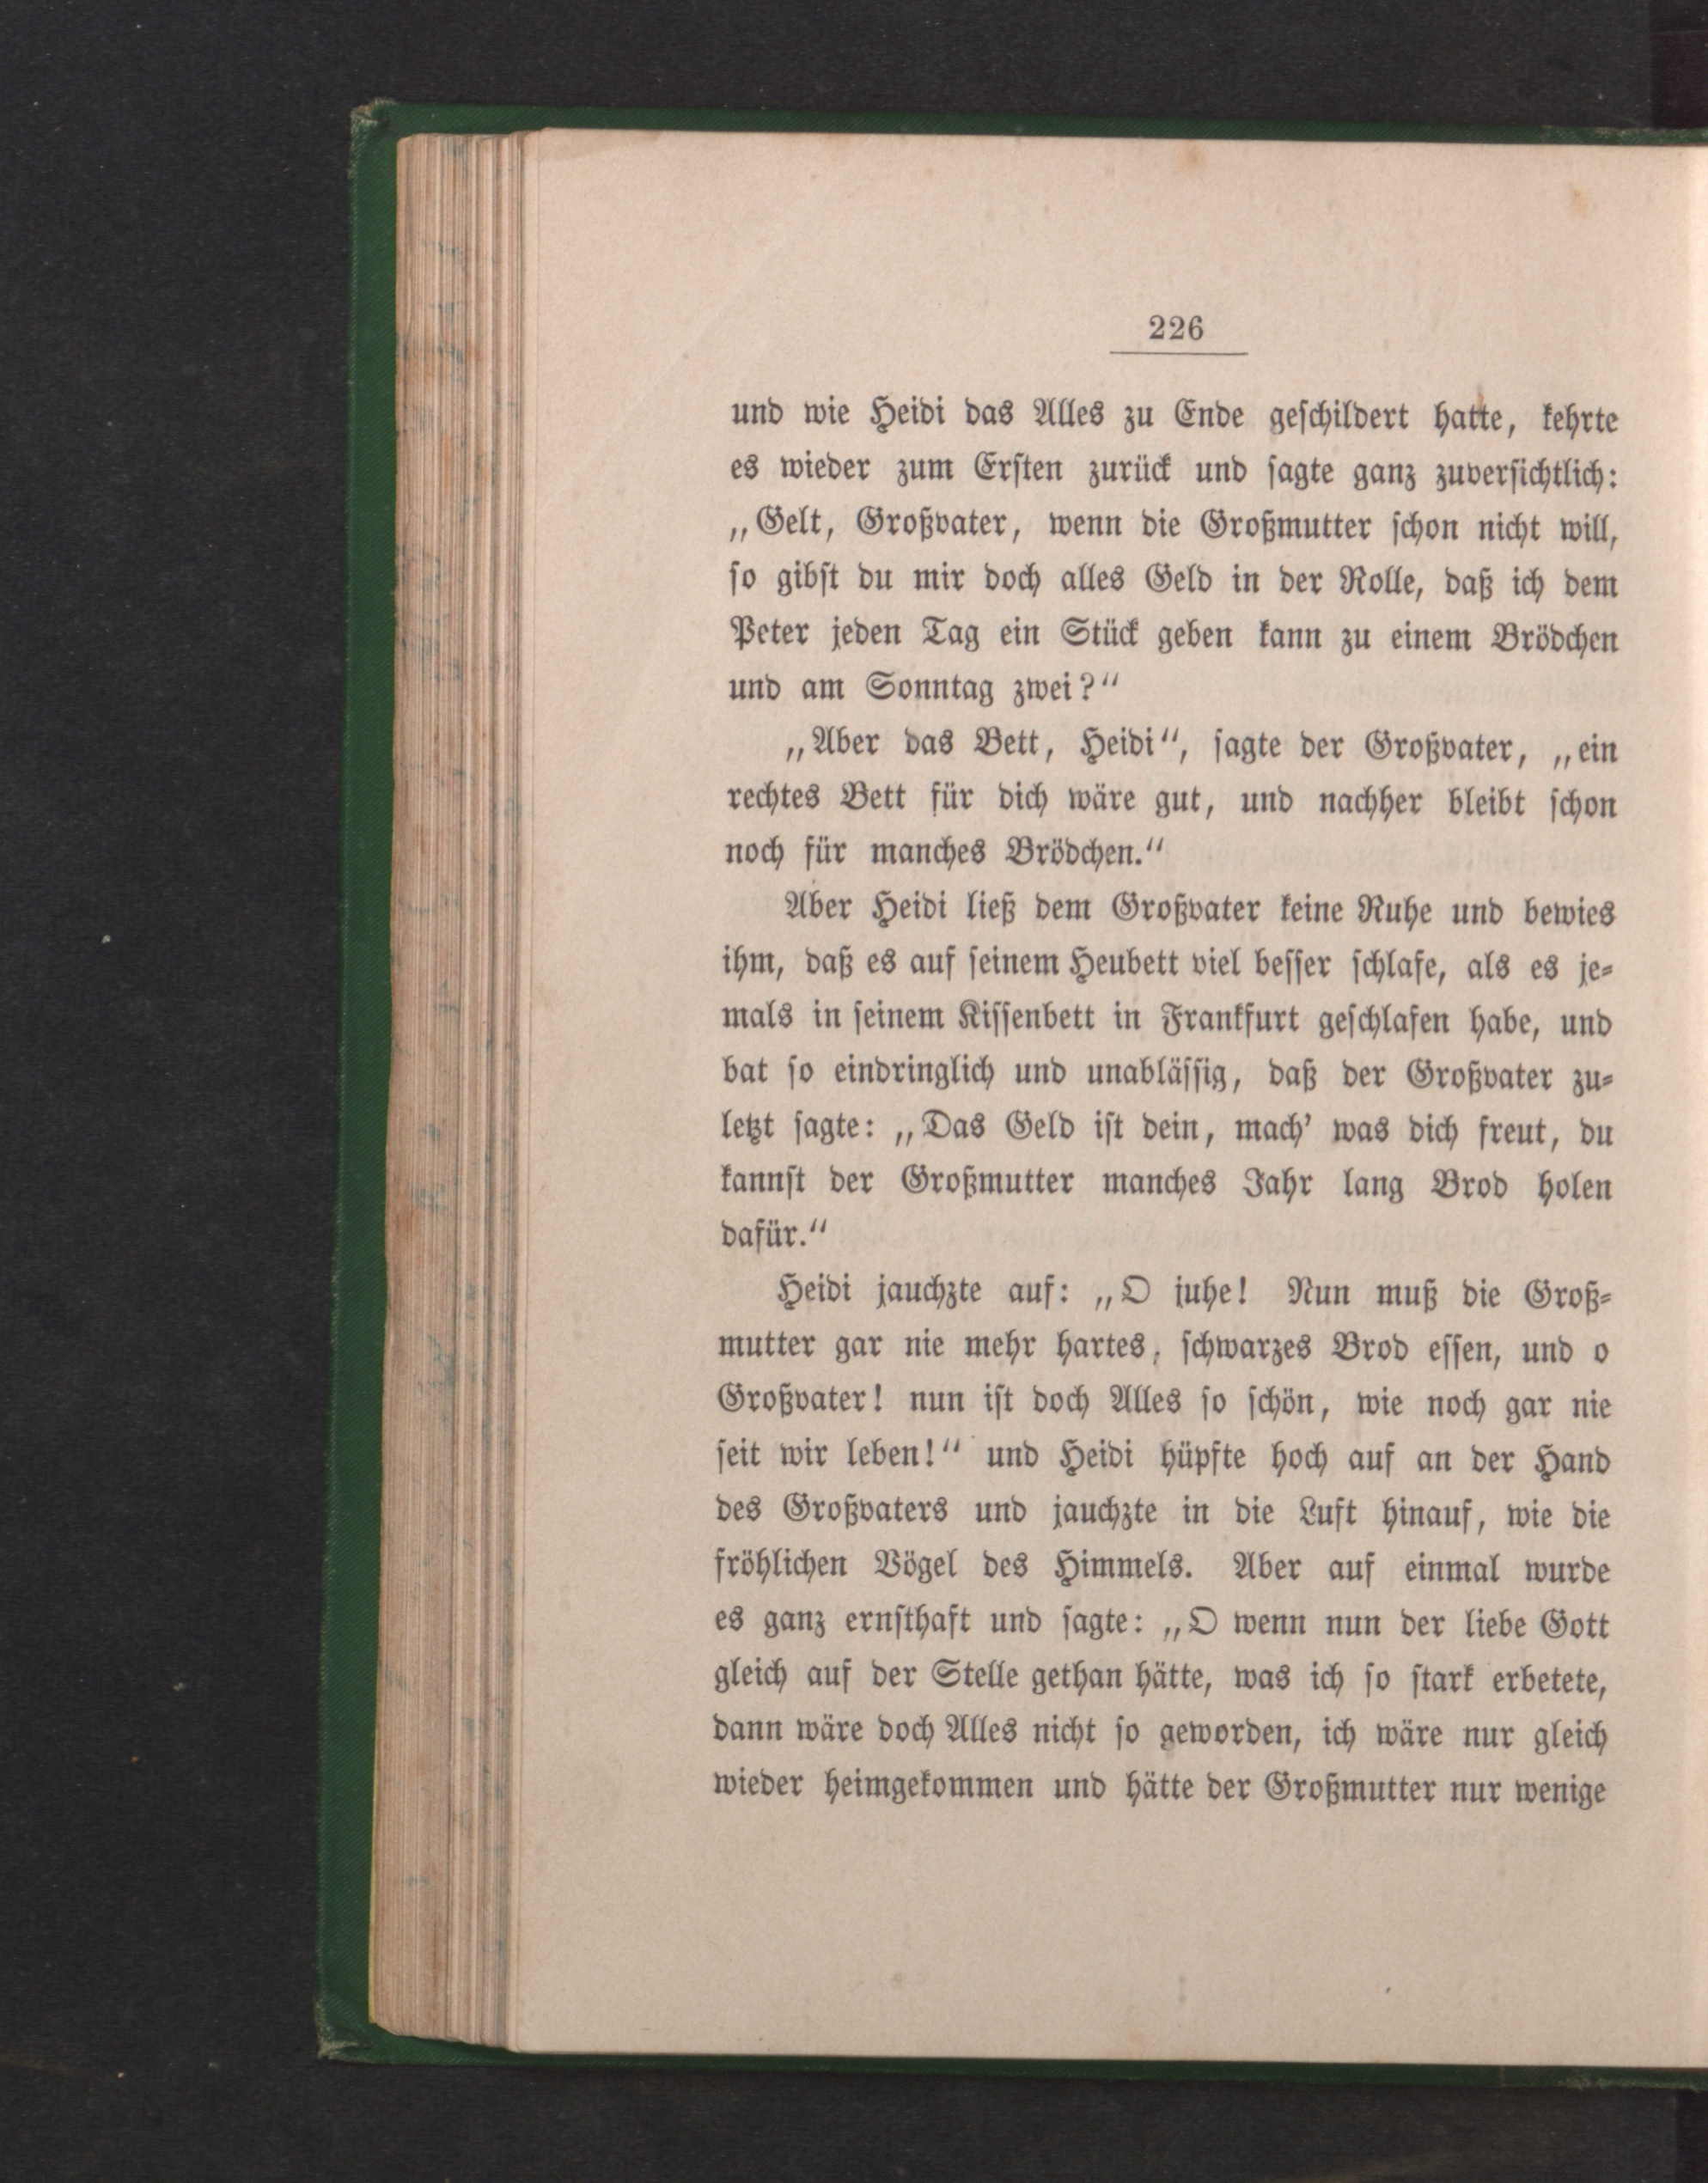 226
und wie Heidi das Alles zu Ende geschildert hatte, kehrte
es wieder zum Ersten zurück und sagte ganz zuversichtlich:
„Gelt, Großvater, wenn die Großmutter schon nicht will,
so gibst du mir doch alles Geld in der Rolle, daß ich dem
Peter jeden Tag ein Stück geben kann zu einem Brödchen
und am Sonntag zwei?“
„Aber das Bett, Heidi“, sagte der Großvater, „ein
rechtes Bett für dich wäre gut, und nachher bleibt schon
noch für manches Brödchen.“
Aber Heidi ließ dem Großvater keine Ruhe und bewies
ihm, daß es auf seinem Heubett viel besser schlafe, als es je-
mals in seinem Kissenbett in Frankfurt geschlafen habe, und
bat so eindringlich und unablässig, daß der Großvater zu-
letzt sagte: „Das Geld ist dein, mach’ was dich freut, du
kannst der Großmutter manches Jahr lang Brod holen
dafür.“
Heidi jauchzte auf: „O juhe! Nun muß die Groß-
mutter gar nie mehr hartes, schwarzes Brod essen, und o
Großvater! nun ist doch Alles so schön, wie noch gar nie
seit wir leben!“ und Heidi hüpfte hoch auf an der Hand
des Großvaters und jauchzte in die Luft hinauf, wie die
fröhlichen Vögel des Himmels. Aber auf einmal wurde
es ganz ernsthaft und sagte: „O wenn nun der liebe Gott
gleich auf der Stelle gethan hätte, was ich so stark erbetete,
dann wäre doch Alles nicht so geworden, ich wäre nur gleich
wieder heimgekommen und hätte der Großmutter nur wenige